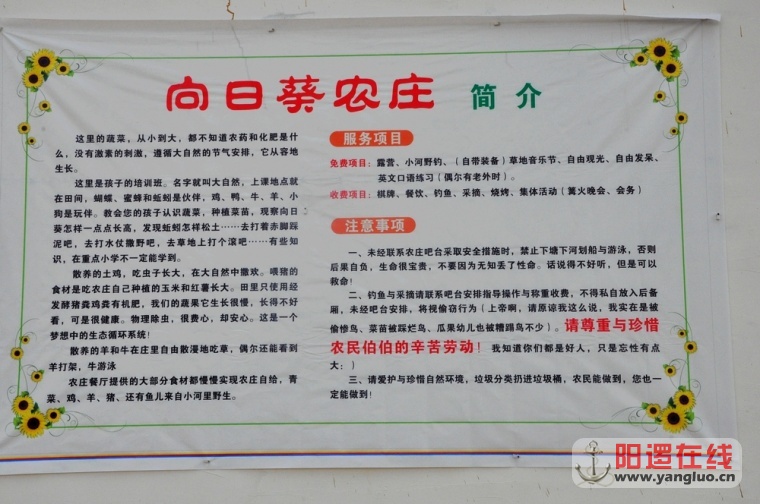 向日葵农庄 简 介
这里的蔬菜，从小到大，都不知道农药和化肥是什
么，没有激素的刺激，遵循大自然的节气安排，它从容地
生长。
这里是孩子的培训班。名字就叫大自然，上课地点就
在田间，蝴蝶、蜜蜂和蚯蚓是伙伴，鸡、鸭、牛、羊、小
狗是玩伴。教会您的孩子认识蔬菜，种植菜苗，观察向日
葵怎样一点点长高，发现蚯蚓怎样松土……去打着赤脚踩
泥吧，去打水仗撒野吧，去草地上打个滚吧……有些知
识，在重点小学不一定能学到。
散养的土鸡，吃虫子长大，在大自然中撒欢。喂猪的
食材是吃农庄自己种植的玉米和红薯长大。田里只使用经
发酵猪粪鸡粪有机肥，我们的蔬果它生长很慢，长得不好
看，可是很健康。物理除虫，很费心，却安心。这是一个
梦想中的生态循环系统！
散养的羊和牛在庄里自由散漫地吃草，偶尔还能看到
羊打架，牛游泳
农庄餐厅提供的大部分食材都慢慢实现农庄自给，青
菜、鸡、羊、猪、还有鱼儿来自小河里野生。
服务项目
免费项目：露营、小河野钓、（自带装备）草地音乐节、自由观光、自由发呆、
英文口语练习（偶尔有老外时）。
收费项目：棋牌、餐饮、钓鱼、采摘、烧烤、集体活动（篝火晚会、会务）
注意事项
一、未经联系农庄吧台采取安全措施时，禁止下塘下河划船与游泳，否则
后果自负，生命很宝贵，不要因为无知丢了性命。话说得不好听，但是可以
救命！
二、钓鱼与采摘请联系吧台安排指导操作与称重收费，不得私自放入后备
厢，未经吧台安排，将视偷窃行为（上帝啊，请原谅我这么说，我实在是被
偷惨鸟、菜苗被踩烂鸟、瓜果幼儿也被糟蹋鸟不少）。请尊重与珍惜
农民伯伯的辛苦劳动！我知道你们都是好人，只是忘性有点
大：）
三、请爱护与珍惜自然环境，垃圾分类扔进垃圾桶，农民能做到，您也一
定能做到！
阳逻在线
www.yangluo.cn